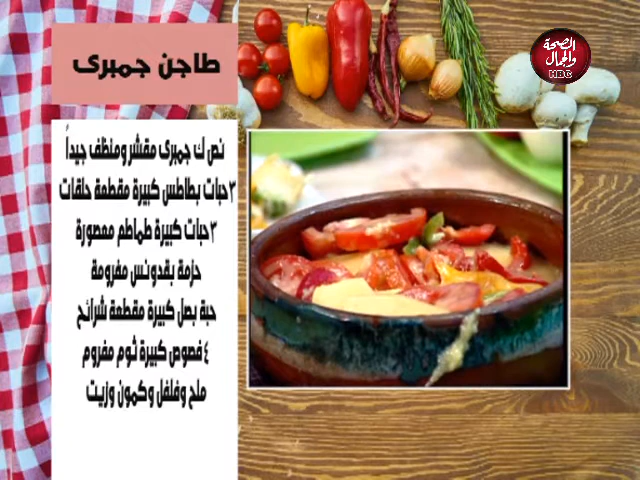 طاجن جمبرى
الصحة
والجمال
HBC
نص ك جمبرى مقشر ومنظف جيداً
٣ حبات بطاطس كبيرة مقطعة حلقات
٣ حبات كبيرة طماطم معصورة
حزمة بقدونس مفرومة
حبة بصل كبيرة مقطعة شرائح
٤ فصوص كبيرة ثوم مفروم
ملح وفلفل وكمون وزيت